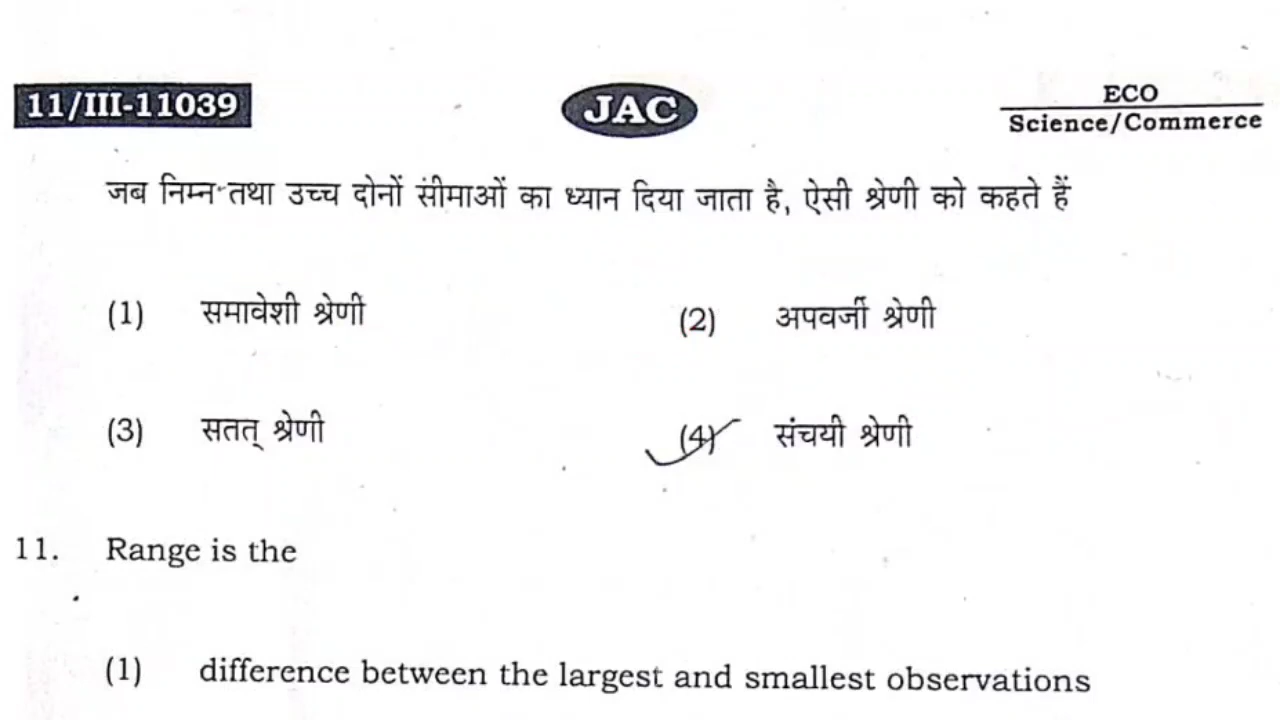 11/III-11039 JAC ECO
Science/Commerce
जब निम्न तथा उच्च दोनों सीमाओं का ध्यान दिया जाता है, ऐसी श्रेणी को कहते हैं
(1) समावेशी श्रेणी (2) अपवर्जी श्रेणी
(3) सतत् श्रेणी (4) संचयी श्रेणी
11. Range is the
(1) difference between the largest and smallest observations